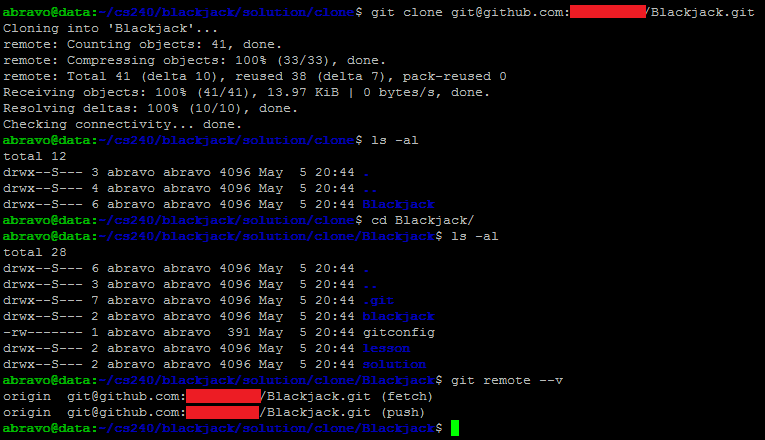 abravo@data:~/cs240/blackjack/solution/clone$ git clone git@github.com: /Blackjack.git
Cloning into 'Blackjack'...
remote: Counting objects: 41, done.
remote: Compressing objects: 100% (33/33), done.
remote: Total 41 (delta 10), reused 38 (delta 7), pack-reused 0
Receiving objects: 100% (41/41), 13.97 KiB | 0 bytes/s, done.
Resolving deltas: 100% (10/10), done.
Checking connectivity... done.
abravo@data:~/cs240/blackjack/solution/clone$ ls -al
total 12
drwx--S--- 3 abravo abravo 4096 May  5 20:44 .
drwx--S--- 4 abravo abravo 4096 May  5 20:44 ..
drwx--S--- 6 abravo abravo 4096 May  5 20:44 Blackjack
abravo@data:~/cs240/blackjack/solution/clone$ cd Blackjack/
abravo@data:~/cs240/blackjack/solution/clone/Blackjack$ ls -al
total 28
drwx--S--- 6 abravo abravo 4096 May  5 20:44 .
drwx--S--- 3 abravo abravo 4096 May  5 20:44 ..
drwx--S--- 7 abravo abravo 4096 May  5 20:44 .git
drwx--S--- 2 abravo abravo 4096 May  5 20:44 blackjack
-rw------- 1 abravo abravo  391 May  5 20:44 gitconfig
drwx--S--- 2 abravo abravo 4096 May  5 20:44 lesson
drwx--S--- 2 abravo abravo 4096 May  5 20:44 solution
abravo@data:~/cs240/blackjack/solution/clone/Blackjack$ git remote --v
origin  git@github.com: /Blackjack.git (fetch)
origin  git@github.com: /Blackjack.git (push)
abravo@data:~/cs240/blackjack/solution/clone/Blackjack$